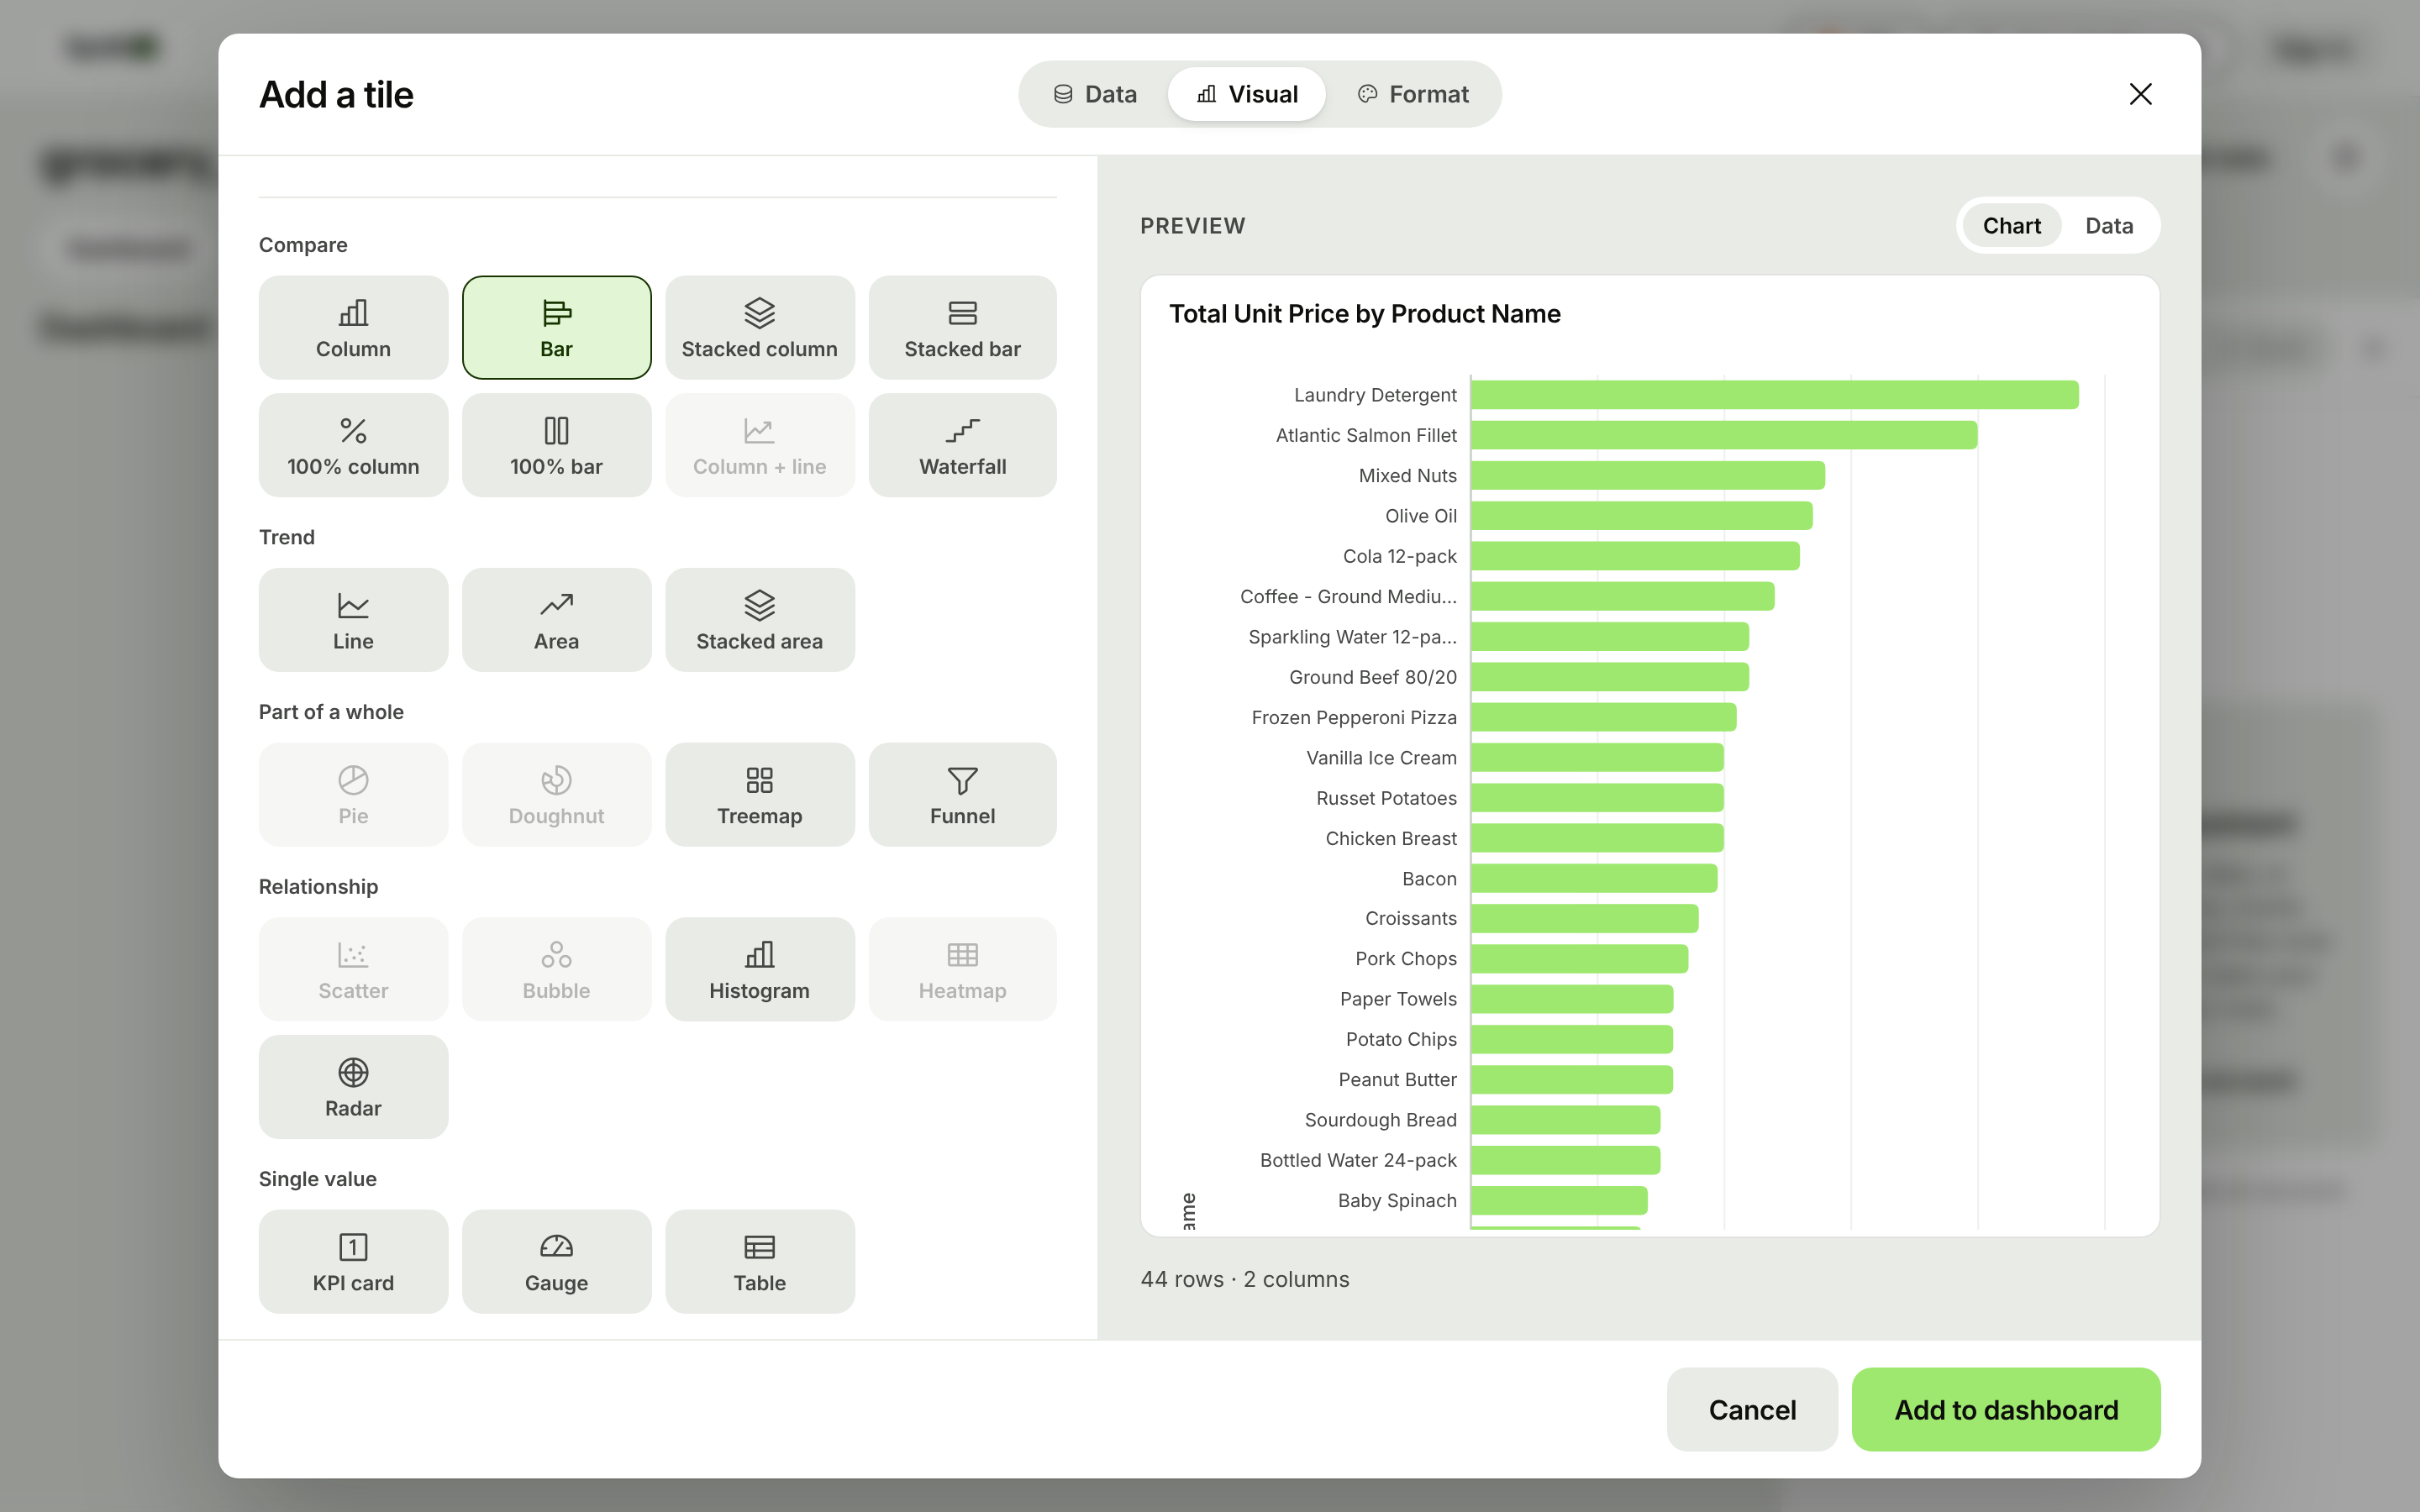 Add a tile
Data
Visual
Format
Compare
Column
Bar
Stacked column
Stacked bar
100% column
100% bar
Column + line
Waterfall
Trend
Line
Area
Stacked area
Part of a whole
Pie
Doughnut
Treemap
Funnel
Relationship
Scatter
Bubble
Histogram
Heatmap
Radar
Single value
1
KPI card
Gauge
Table
PREVIEW
Chart
Data
Total Unit Price by Product Name
Laundry Detergent
Atlantic Salmon Fillet
Mixed Nuts
Olive Oil
Cola 12-pack
Coffee - Ground Mediu...
Sparkling Water 12-pa...
Ground Beef 80/20
Frozen Pepperoni Pizza
Vanilla Ice Cream
Russet Potatoes
Chicken Breast
Bacon
Croissants
Pork Chops
Paper Towels
Potato Chips
Peanut Butter
Sourdough Bread
Bottled Water 24-pack
Baby Spinach
ame
44 rows · 2 columns
Cancel
Add to dashboard